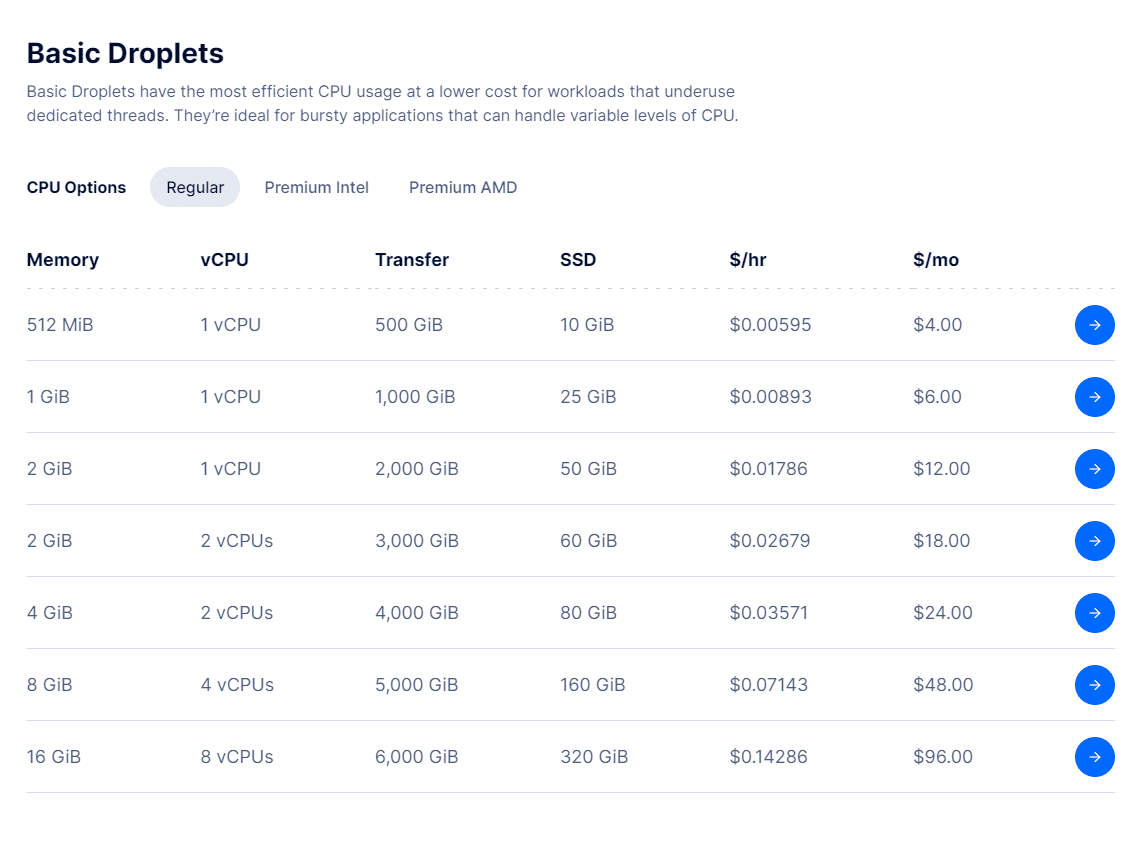 Basic Droplets
Basic Droplets have the most efficient CPU usage at a lower cost for workloads that underuse
dedicated threads. They’re ideal for bursty applications that can handle variable levels of CPU.
CPU Options Regular Premium Intel Premium AMD
Memory vCPU Transfer SSD $/hr $/mo
512 MiB 1 vCPU 500 GiB 10 GiB $0.00595 $4.00
1 GiB 1 vCPU 1,000 GiB 25 GiB $0.00893 $6.00
2 GiB 1 vCPU 2,000 GiB 50 GiB $0.01786 $12.00
2 GiB 2 vCPUs 3,000 GiB 60 GiB $0.02679 $18.00
4 GiB 2 vCPUs 4,000 GiB 80 GiB $0.03571 $24.00
8 GiB 4 vCPUs 5,000 GiB 160 GiB $0.07143 $48.00
16 GiB 8 vCPUs 6,000 GiB 320 GiB $0.14286 $96.00